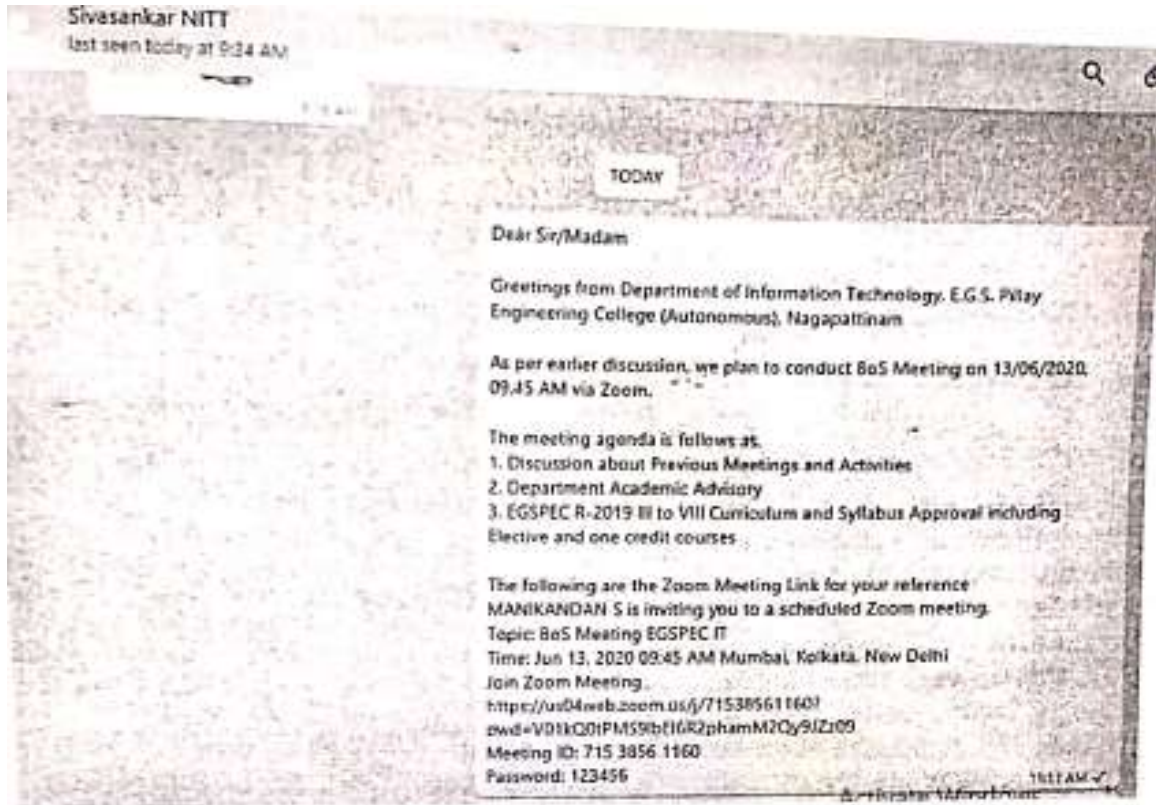 Sivasankar NITT
last seen today at 9:34 AM
TODAY
Dear Sir/Madam
Greetings from Department of Information Technology. E.G.S. Pillay
Engineering College (Autonomous), Nagapattinam
As per earlier discussion, we plan to conduct BoS Meeting on 13/06/2020,
09.45 AM via Zoom.
The meeting agenda is follows as.
1. Discussion about Previous Meetings and Activities
2. Department Academic Advisory
3. EGSPEC R-2019 III to VIII Curriculum and Syllabus Approval including
Elective and one credit courses
The following are the Zoom Meeting Link for your reference
MANIKANDAN S is inviting you to a scheduled Zoom meeting.
Topic: BoS Meeting EGSPEC IT
Time: Jun 13, 2020 09:45 AM Mumbai, Kolkata, New Delhi
Join Zoom Meeting
https://us04web.zoom.us/j/71538561160?
Meeting ID: 715 3856 1160
Password: 123456
AM